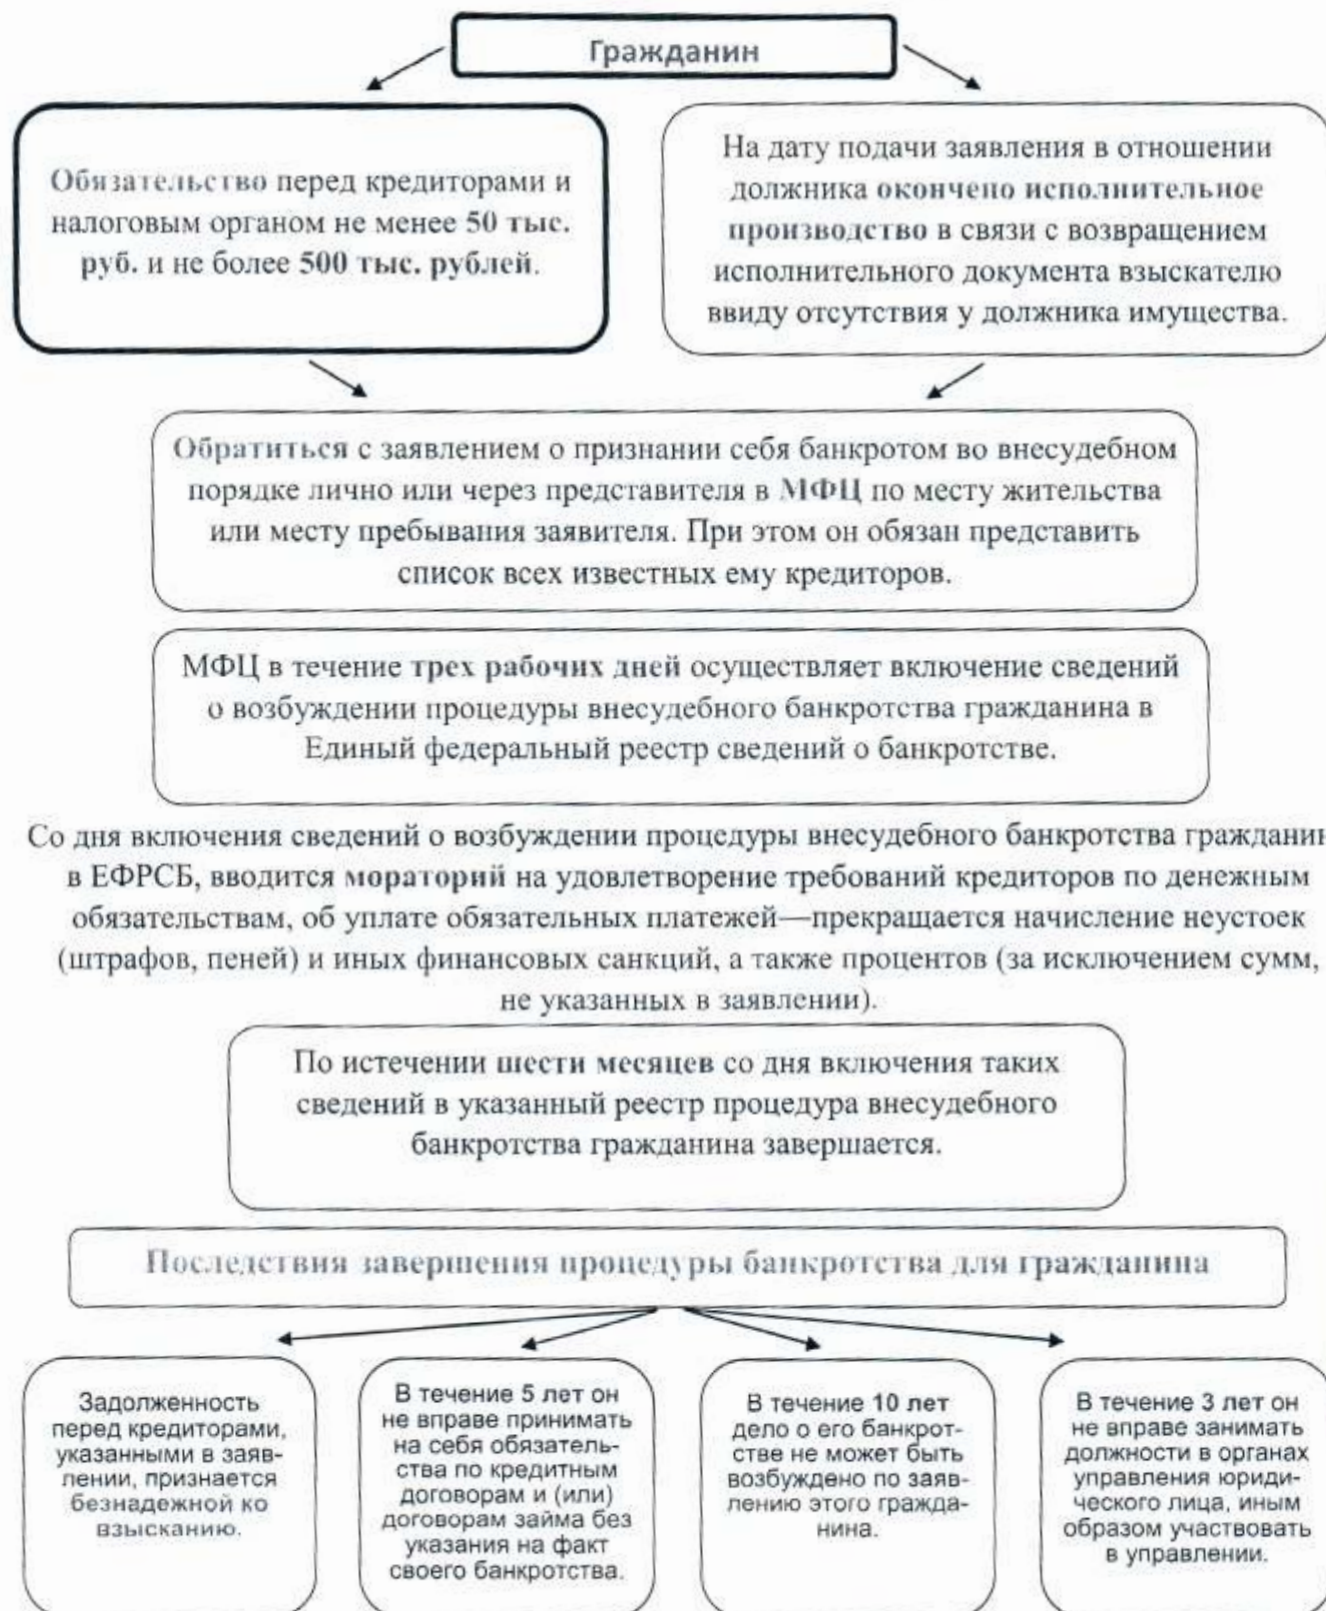 Гражданин
Обязательство перед кредиторами и
налоговым органом не менее 50 тыс.
руб. и не более 500 тыс. рублей.
На дату подачи заявления в отношении
должника окончено исполнительное
производство в связи с возвращением
исполнительного документа взыскателю
ввиду отсутствия у должника имущества.
Обратиться с заявлением о признании себя банкротом во внесудебном
порядке лично или через представителя в МФЦ по месту жительства
или месту пребывания заявителя. При этом он обязан представить
список всех известных ему кредиторов.
МФЦ в течение трех рабочих дней осуществляет включение сведений
о возбуждении процедуры внесудебного банкротства гражданина в
Единый федеральный реестр сведений о банкротстве.
Со дня включения сведений о возбуждении процедуры внесудебного банкротства граждани
в ЕФРСБ, вводится мораторий на удовлетворение требований кредиторов по денежным
обязательствам, об уплате обязательных платежей—прекращается начисление неустоек
(штрафов, пеней) и иных финансовых санкций, а также процентов (за исключением сумм,
не указанных в заявлении).
По истечении шести месяцев со дня включения таких
сведений в указанный реестр процедура внесудебного
банкротства гражданина завершается.
Последствия завершения процедуры банкротства для гражданина
Задолженность
перед кредиторами,
указанными в заяв-
лении, признается
безнадежной ко
взысканию.
В течение 5 лет он
не вправе принимать
на себя обязатель-
ства по кредитным
договорам и (или)
договорам займа без
указания на факт
своего банкротства.
В течение 10 лет
дело о его банкрот-
стве не может быть
возбуждено по заяв-
лению этого гражда-
нина.
В течение 3 лет он
не вправе занимать
должности в органах
управления юриди-
ческого лица, иным
образом участвовать
в управлении.